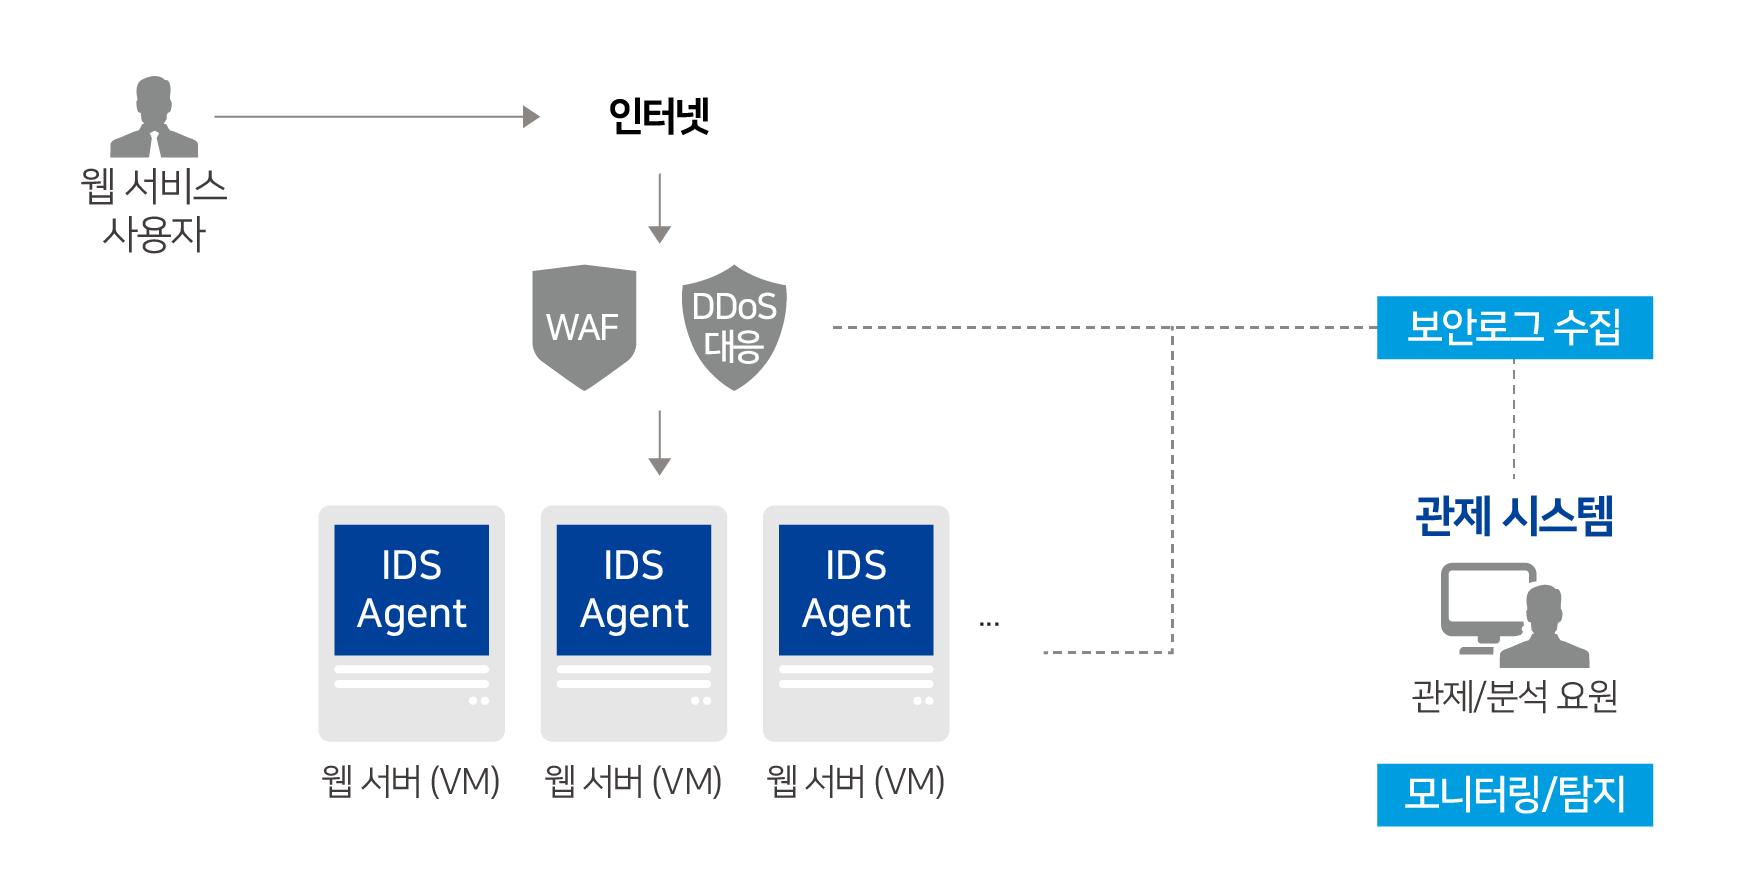 인터넷
웹 서비스
사용자
WAF
DDoS
대응
보안로그 수집
IDS
Agent
IDS
Agent
IDS
Agent
...
웹 서버 (VM)
웹 서버 (VM)
웹 서버 (VM)
관제 시스템
관제/분석 요원
모니터링/탐지